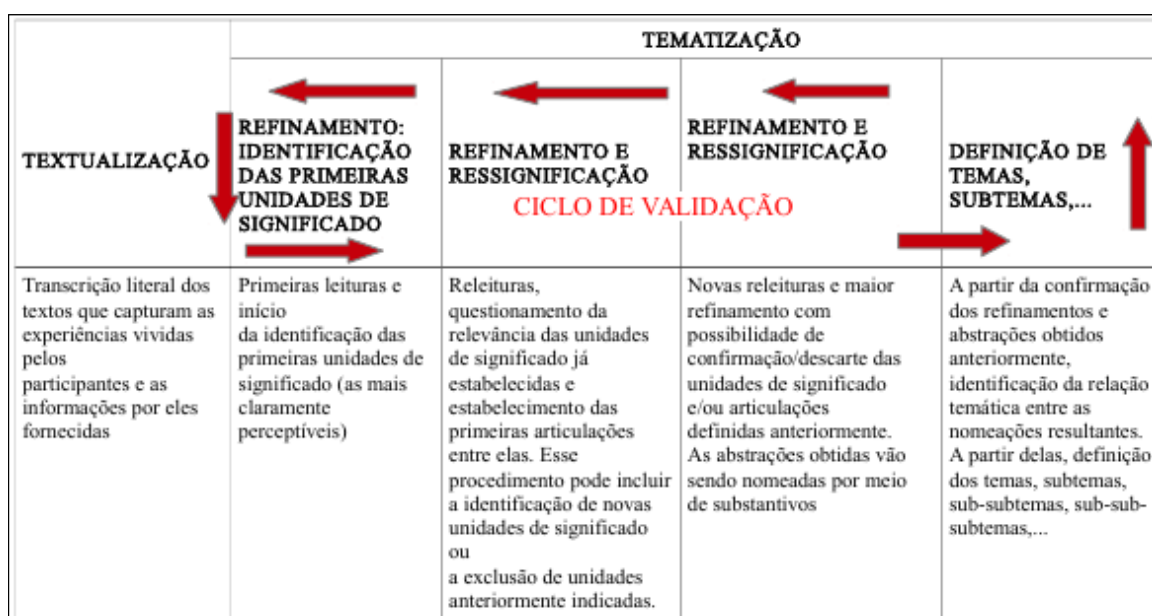 TEMATIZAÇÃO
TEXTUALIZAÇÃO
REFINAMENTO:
IDENTIFICAÇÃO
DAS PRIMEIRAS
UNIDADES DE
SIGNIFICADO
REFINAMENTO E
RESSIGNIFICAÇÃO
REFINAMENTO E
RESSIGNIFICAÇÃO
DEFINIÇÃO DE
TEMAS,
SUBTEMAS,...
CICLO DE VALIDAÇÃO
Transcrição literal dos
textos que capturam as
experiências vividas
pelos
participantes e as
informações por eles
fornecidas
Primeiras leituras e
início
da identificação das
primeiras unidades de
significado (as mais
claramente
perceptíveis)
Releituras,
questionamento da
relevância das unidades
de significado já
estabelecidas e
estabelecimento das
primeiras articulações
entre elas. Esse
procedimento pode incluir
a identificação de novas
unidades de significado
ou
a exclusão de unidades
anteriormente indicadas.
Novas releituras e maior
refinamento com
possibilidade de
confirmação/descarte das
unidades de significado
e/ou articulações
definidas anteriormente.
As abstrações obtidas vão
sendo nomeadas por meio
de substantivos
A partir da confirmação
dos refinamentos e
abstrações obtidos
anteriormente,
identificação da relação
temática entre as
nomeações resultantes.
A partir delas, definição
dos temas, subtemas,
sub-subtemas, sub-sub-
subtemas,...